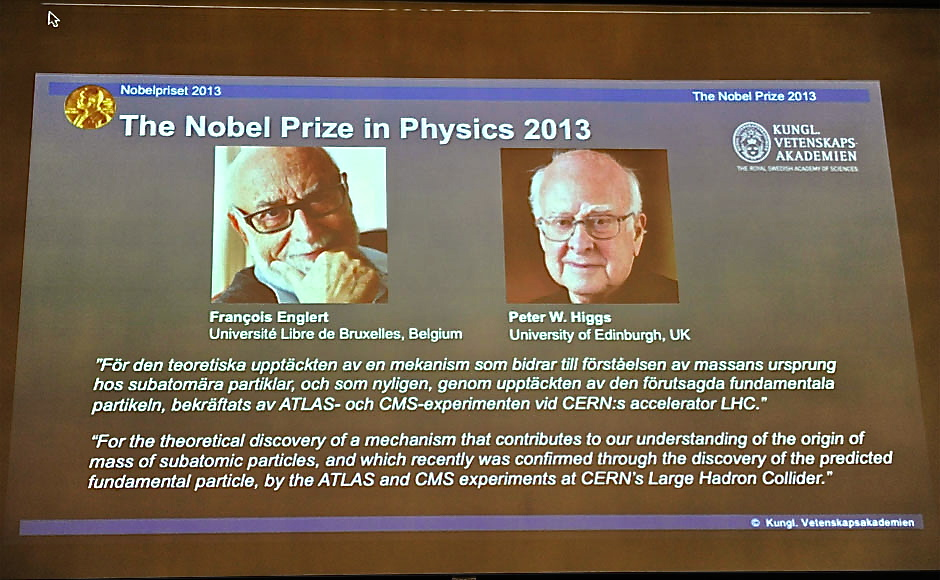 Nobelpriset 2013
The Nobel Prize 2013
The Nobel Prize in Physics 2013
KUNGL.
VETENSKAPS-
AKADEMIEN
THE ROYAL SWEDISH ACADEMY OF SCIENCES
François Englert
Université Libre de Bruxelles, Belgium
Peter W. Higgs
University of Edinburgh, UK
"För den teoretiska upptäckten av en mekanism som bidrar till förståelsen av massans ursprung
hos subatomära partiklar, och som nyligen, genom upptäckten av den förutsagda fundamentala
partikeln, bekräftats av ATLAS- och CMS-experimenten vid CERN:s accelerator LHC."
“For the theoretical discovery of a mechanism that contributes to our understanding of the origin of
mass of subatomic particles, and which recently was confirmed through the discovery of the predicted
fundamental particle, by the ATLAS and CMS experiments at CERN's Large Hadron Collider.”
© Kungl. Vetenskapsakademien